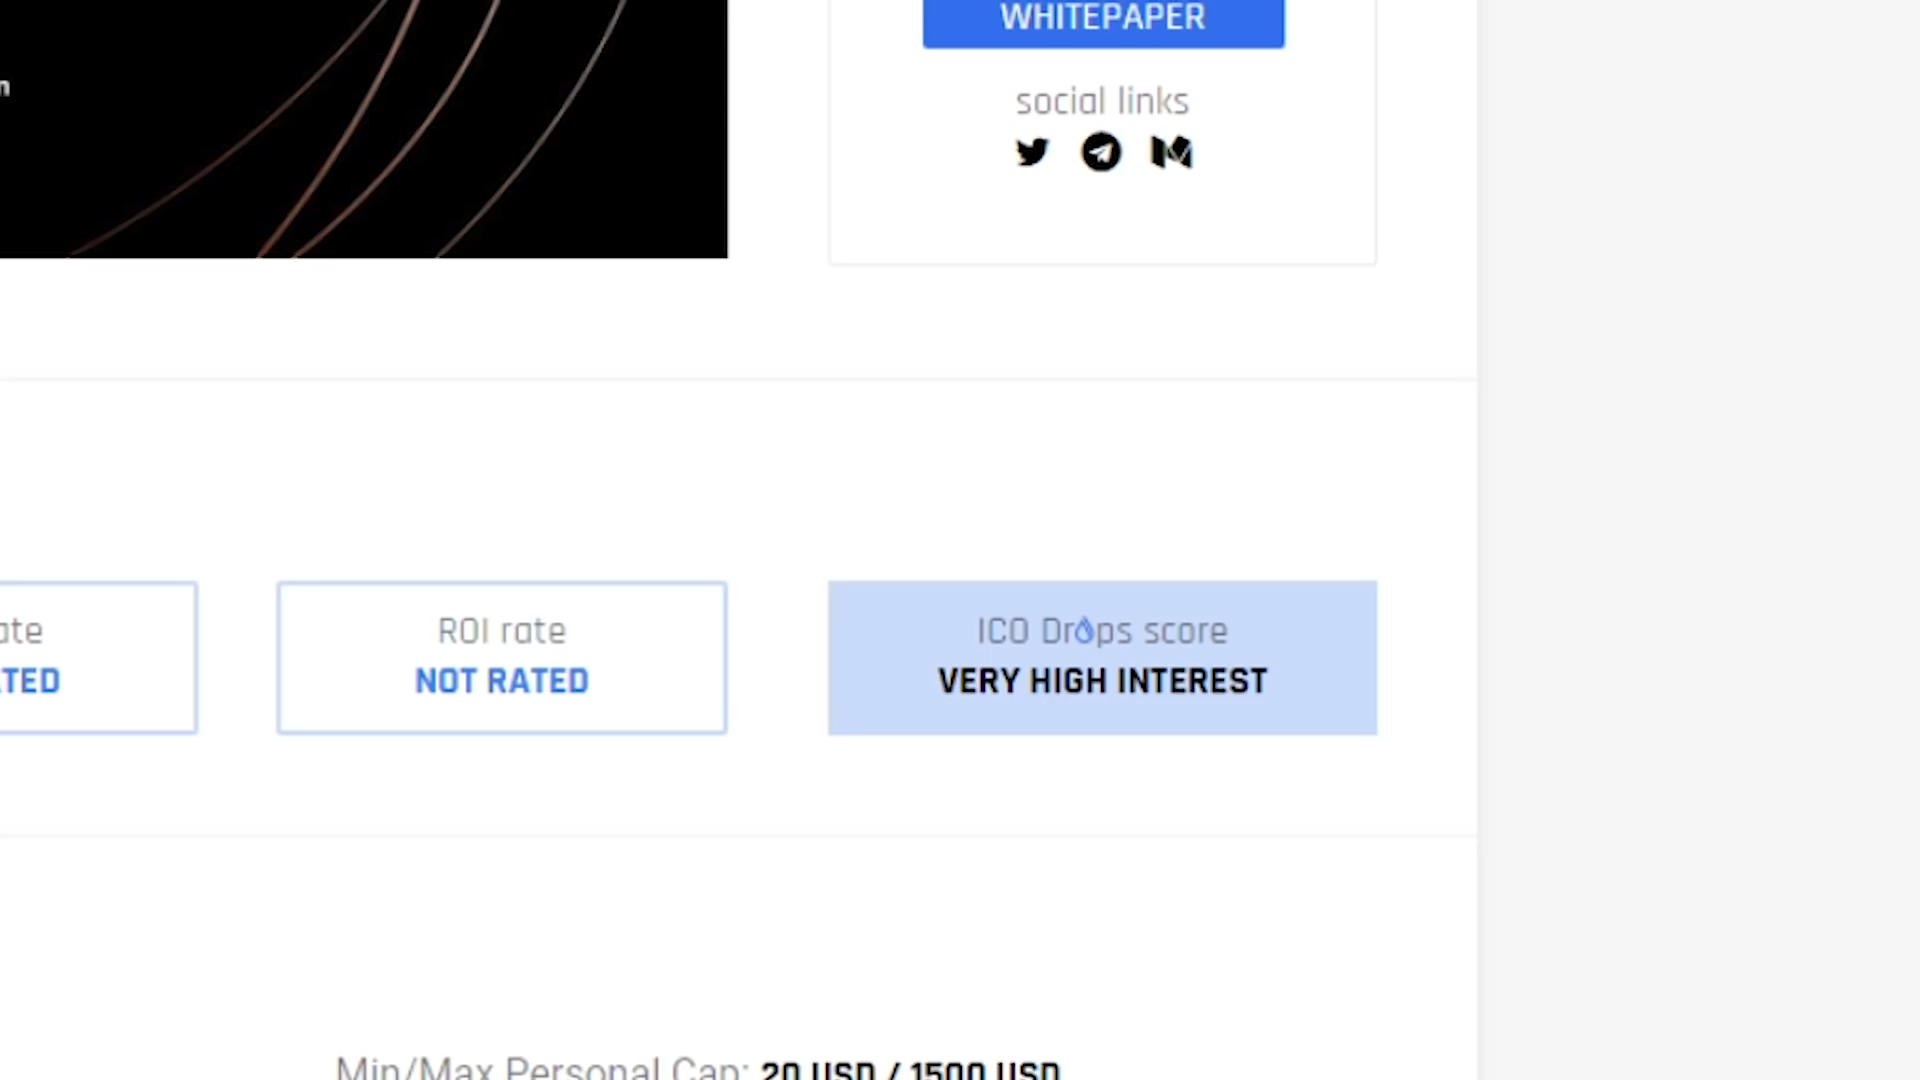 WHITEPAPER
social links
ROI rate
NOT RATED
ICO Drops score
VERY HIGH INTEREST
Min/Max Personal Cap: 20 USD / 1500 USD